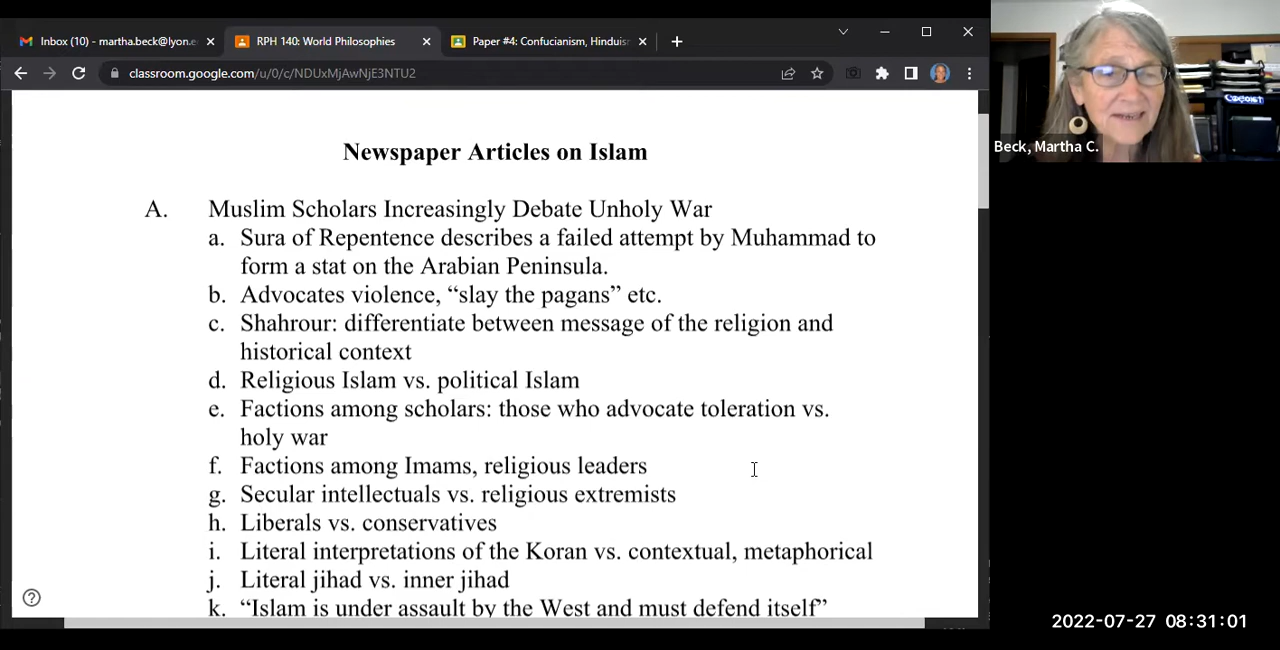 Inbox (10) - martha.beck@lyon.e
RPH 140: World Philosophies
Paper #4: Confucianism, Hinduis
classroom.google.com/u/0/c/NDUxMjAwNjE3NTU2
Beck, Martha C.
Newspaper Articles on Islam
A. Muslim Scholars Increasingly Debate Unholy War
a. Sura of Repentence describes a failed attempt by Muhammad to
form a stat on the Arabian Peninsula.
b. Advocates violence, “slay the pagans” etc.
c. Shahrour: differentiate between message of the religion and
historical context
d. Religious Islam vs. political Islam
e. Factions among scholars: those who advocate toleration vs.
holy war
f. Factions among Imams, religious leaders
g. Secular intellectuals vs. religious extremists
h. Liberals vs. conservatives
i. Literal interpretations of the Koran vs. contextual, metaphorical
j. Literal jihad vs. inner jihad
k. “Islam is under assault by the West and must defend itself”
2022-07-27 08:31:01